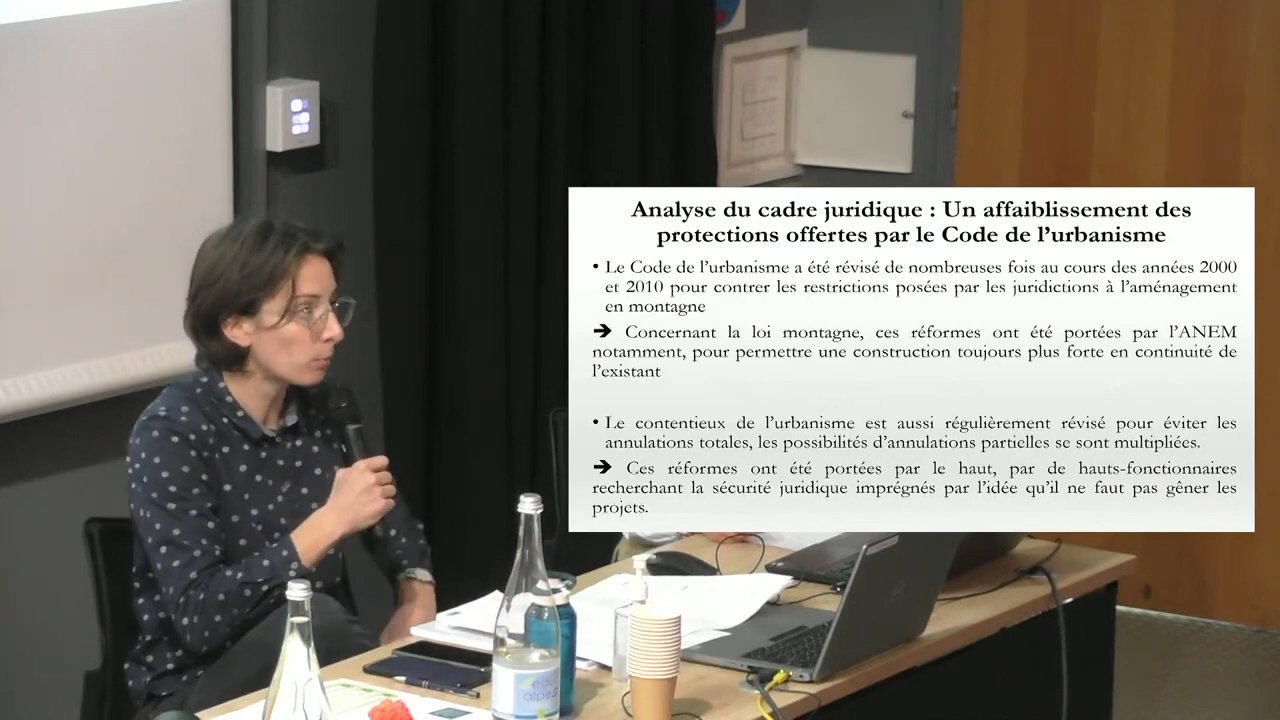 Analyse du cadre juridique : Un affaiblissement des
protections offertes par le Code de l’urbanisme
• Le Code de l’urbanisme a été révisé de nombreuses fois au cours des années 2000
et 2010 pour contrer les restrictions posées par les juridictions à l’aménagement
en montagne
➔ Concernant la loi montagne, ces réformes ont été portées par l’ANEM
notamment, pour permettre une construction toujours plus forte en continuité de
l’existant
• Le contentieux de l’urbanisme est aussi régulièrement révisé pour éviter les
annulations totales, les possibilités d’annulations partielles se sont multipliées.
➔ Ces réformes ont été portées par le haut, par de hauts-fonctionnaires
recherchant la sécurité juridique imprégnés par l’idée qu’il ne faut pas gêner les
projets.
eau
alpes